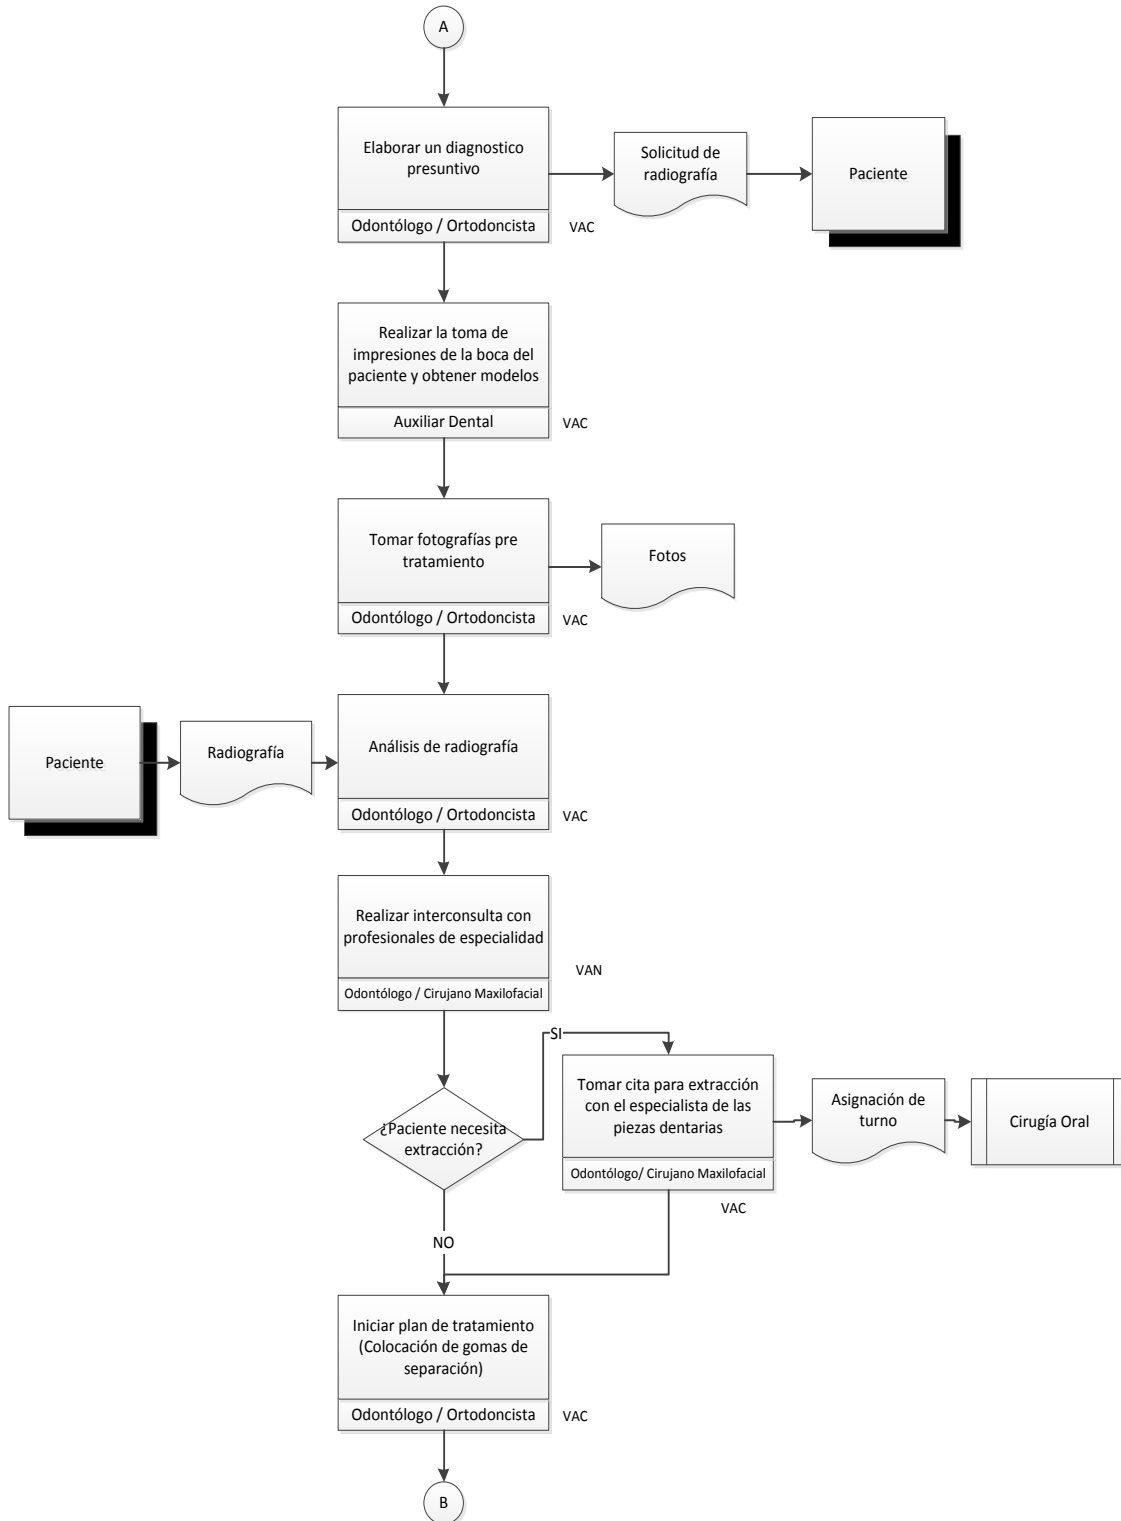 A
Elaborar un diagnostico
presuntivo
Odontólogo / Ortodoncista
VAC
Solicitud de
radiografía
Paciente
Realizar la toma de
impresiones de la boca del
paciente y obtener modelos
Auxiliar Dental
VAC
Tomar fotografías pre
tratamiento
Odontólogo / Ortodoncista
VAC
Fotos
Paciente
Radiografía
Análisis de radiografía
Odontólogo / Ortodoncista
VAC
Realizar interconsulta con
profesionales de especialidad
Odontólogo / Cirujano Maxilofacial
VAN
¿Paciente necesita
extracción?
SI
Tomar cita para extracción
con el especialista de las
piezas dentarias
Odontólogo/ Cirujano Maxilofacial
VAC
Asignación de
turno
Cirugía Oral
NO
Iniciar plan de tratamiento
(Colocación de gomas de
separación)
Odontólogo / Ortodoncista
VAC
B